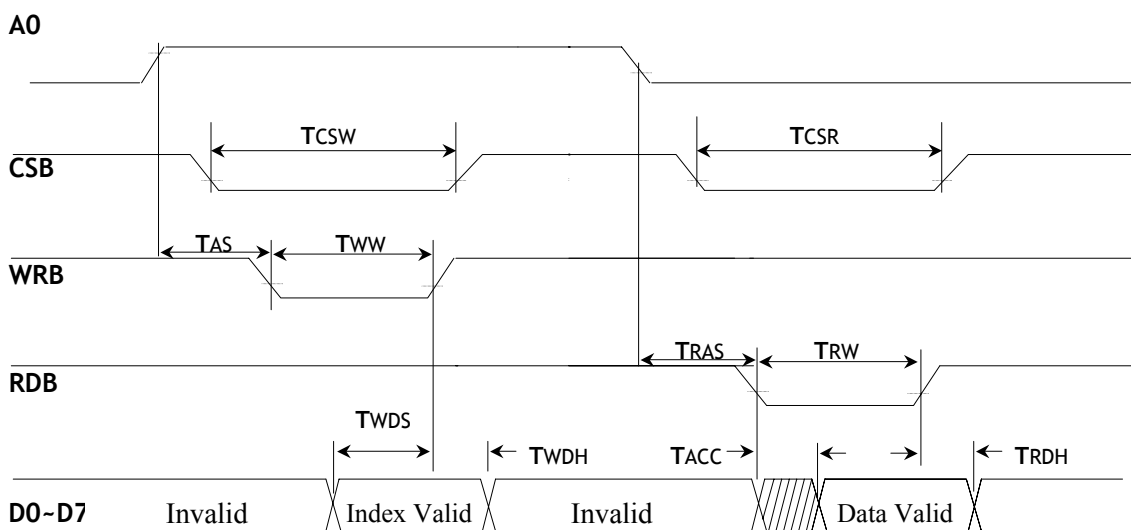 A0
TCSW
TCSR
CSB
TAS
TWW
WRB
TRAS
TRW
RDB
TWDS
TWDH
TACC
TRDH
D0~D7
Invalid
Index Valid
Invalid
Data Valid